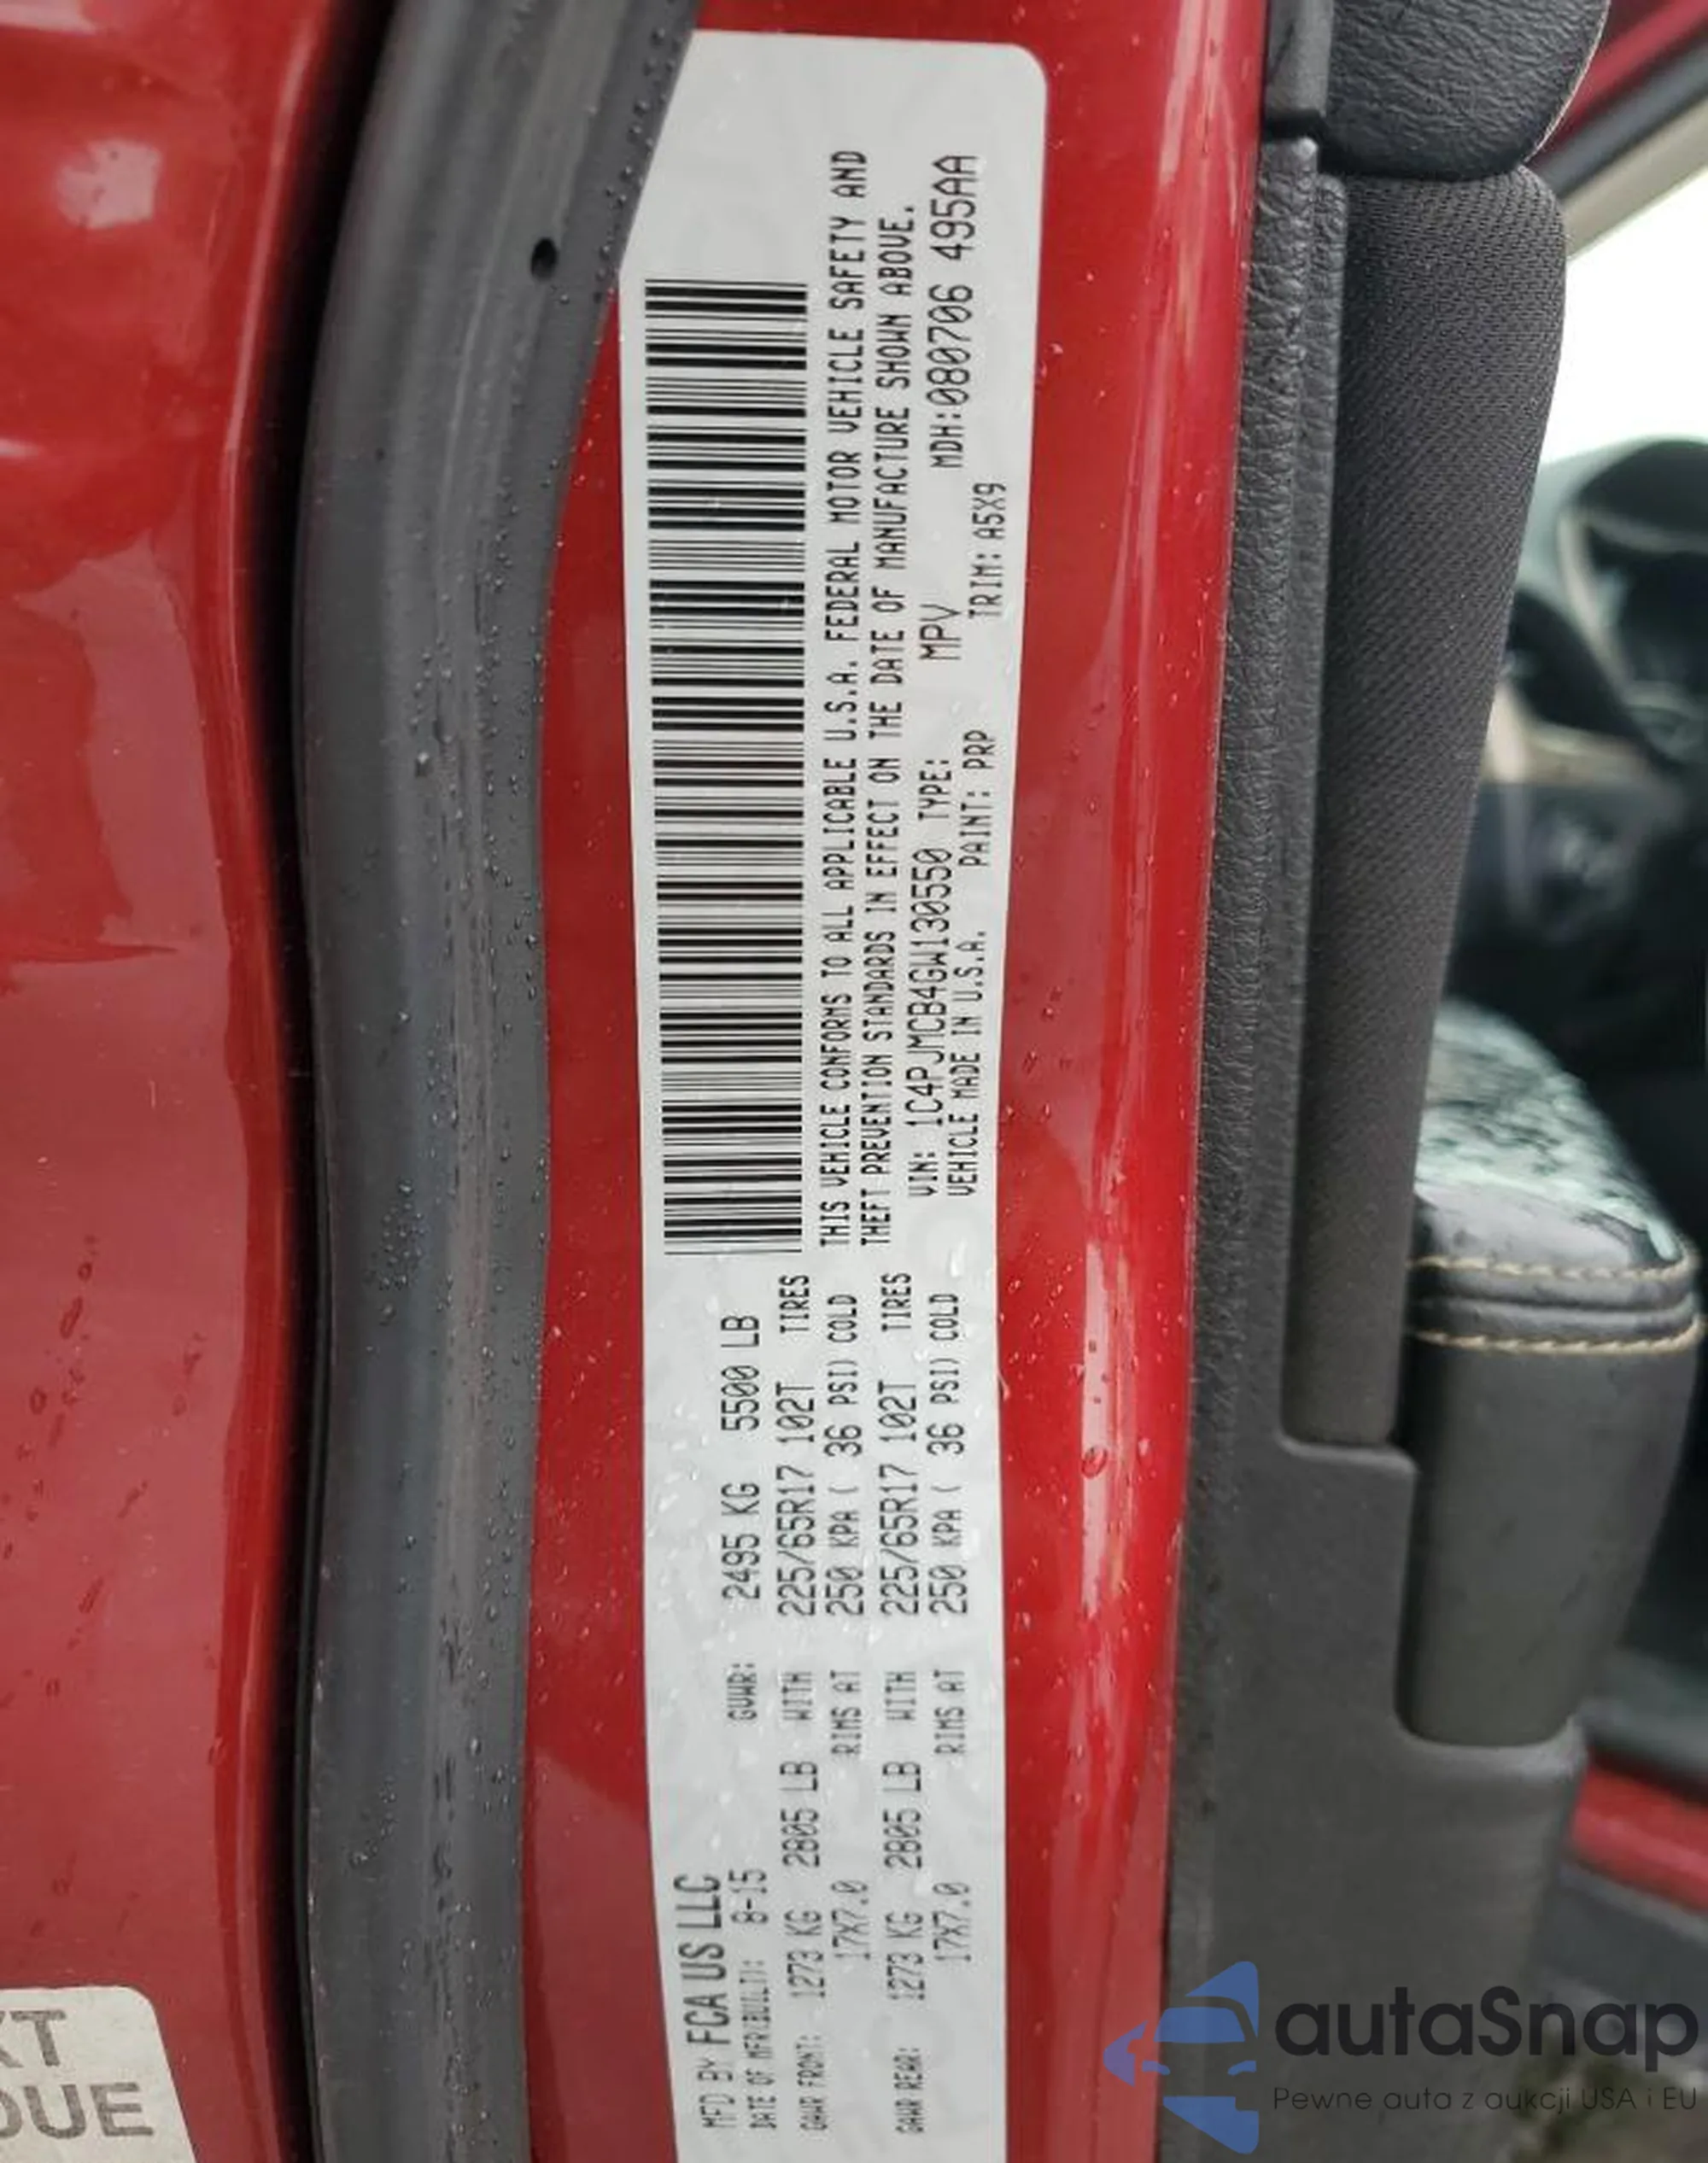 MFD BY FCA US LLC
DATE OF MFR(BUILT): 8-15 GVWR: 2495 KG 5500 LB
GAWR FRONT: 1273 KG 2805 LB WITH 225/65R17 102T TIRES
17X7.0 RIMS AT 250 KPA ( 36 PSI) COLD
GAWR REAR: 1273 KG 2805 LB WITH 225/65R17 102T TIRES
17X7.0 RIMS AT 250 KPA ( 36 PSI) COLD
THIS VEHICLE CONFORMS TO ALL APPLICABLE U.S.A. FEDERAL MOTOR VEHICLE SAFETY AND
THEFT PREVENTION STANDARDS IN EFFECT ON THE DATE OF MANUFACTURE SHOWN ABOVE.
VIN: 1C4PJMCB4GW130550 TYPE: MPV MDH:080706 495AA
VEHICLE MADE IN U.S.A. PAINT: PRP TRIM: A5X9
XT
DUE
autaSnap
Pewne auta z aukcji USA i EU